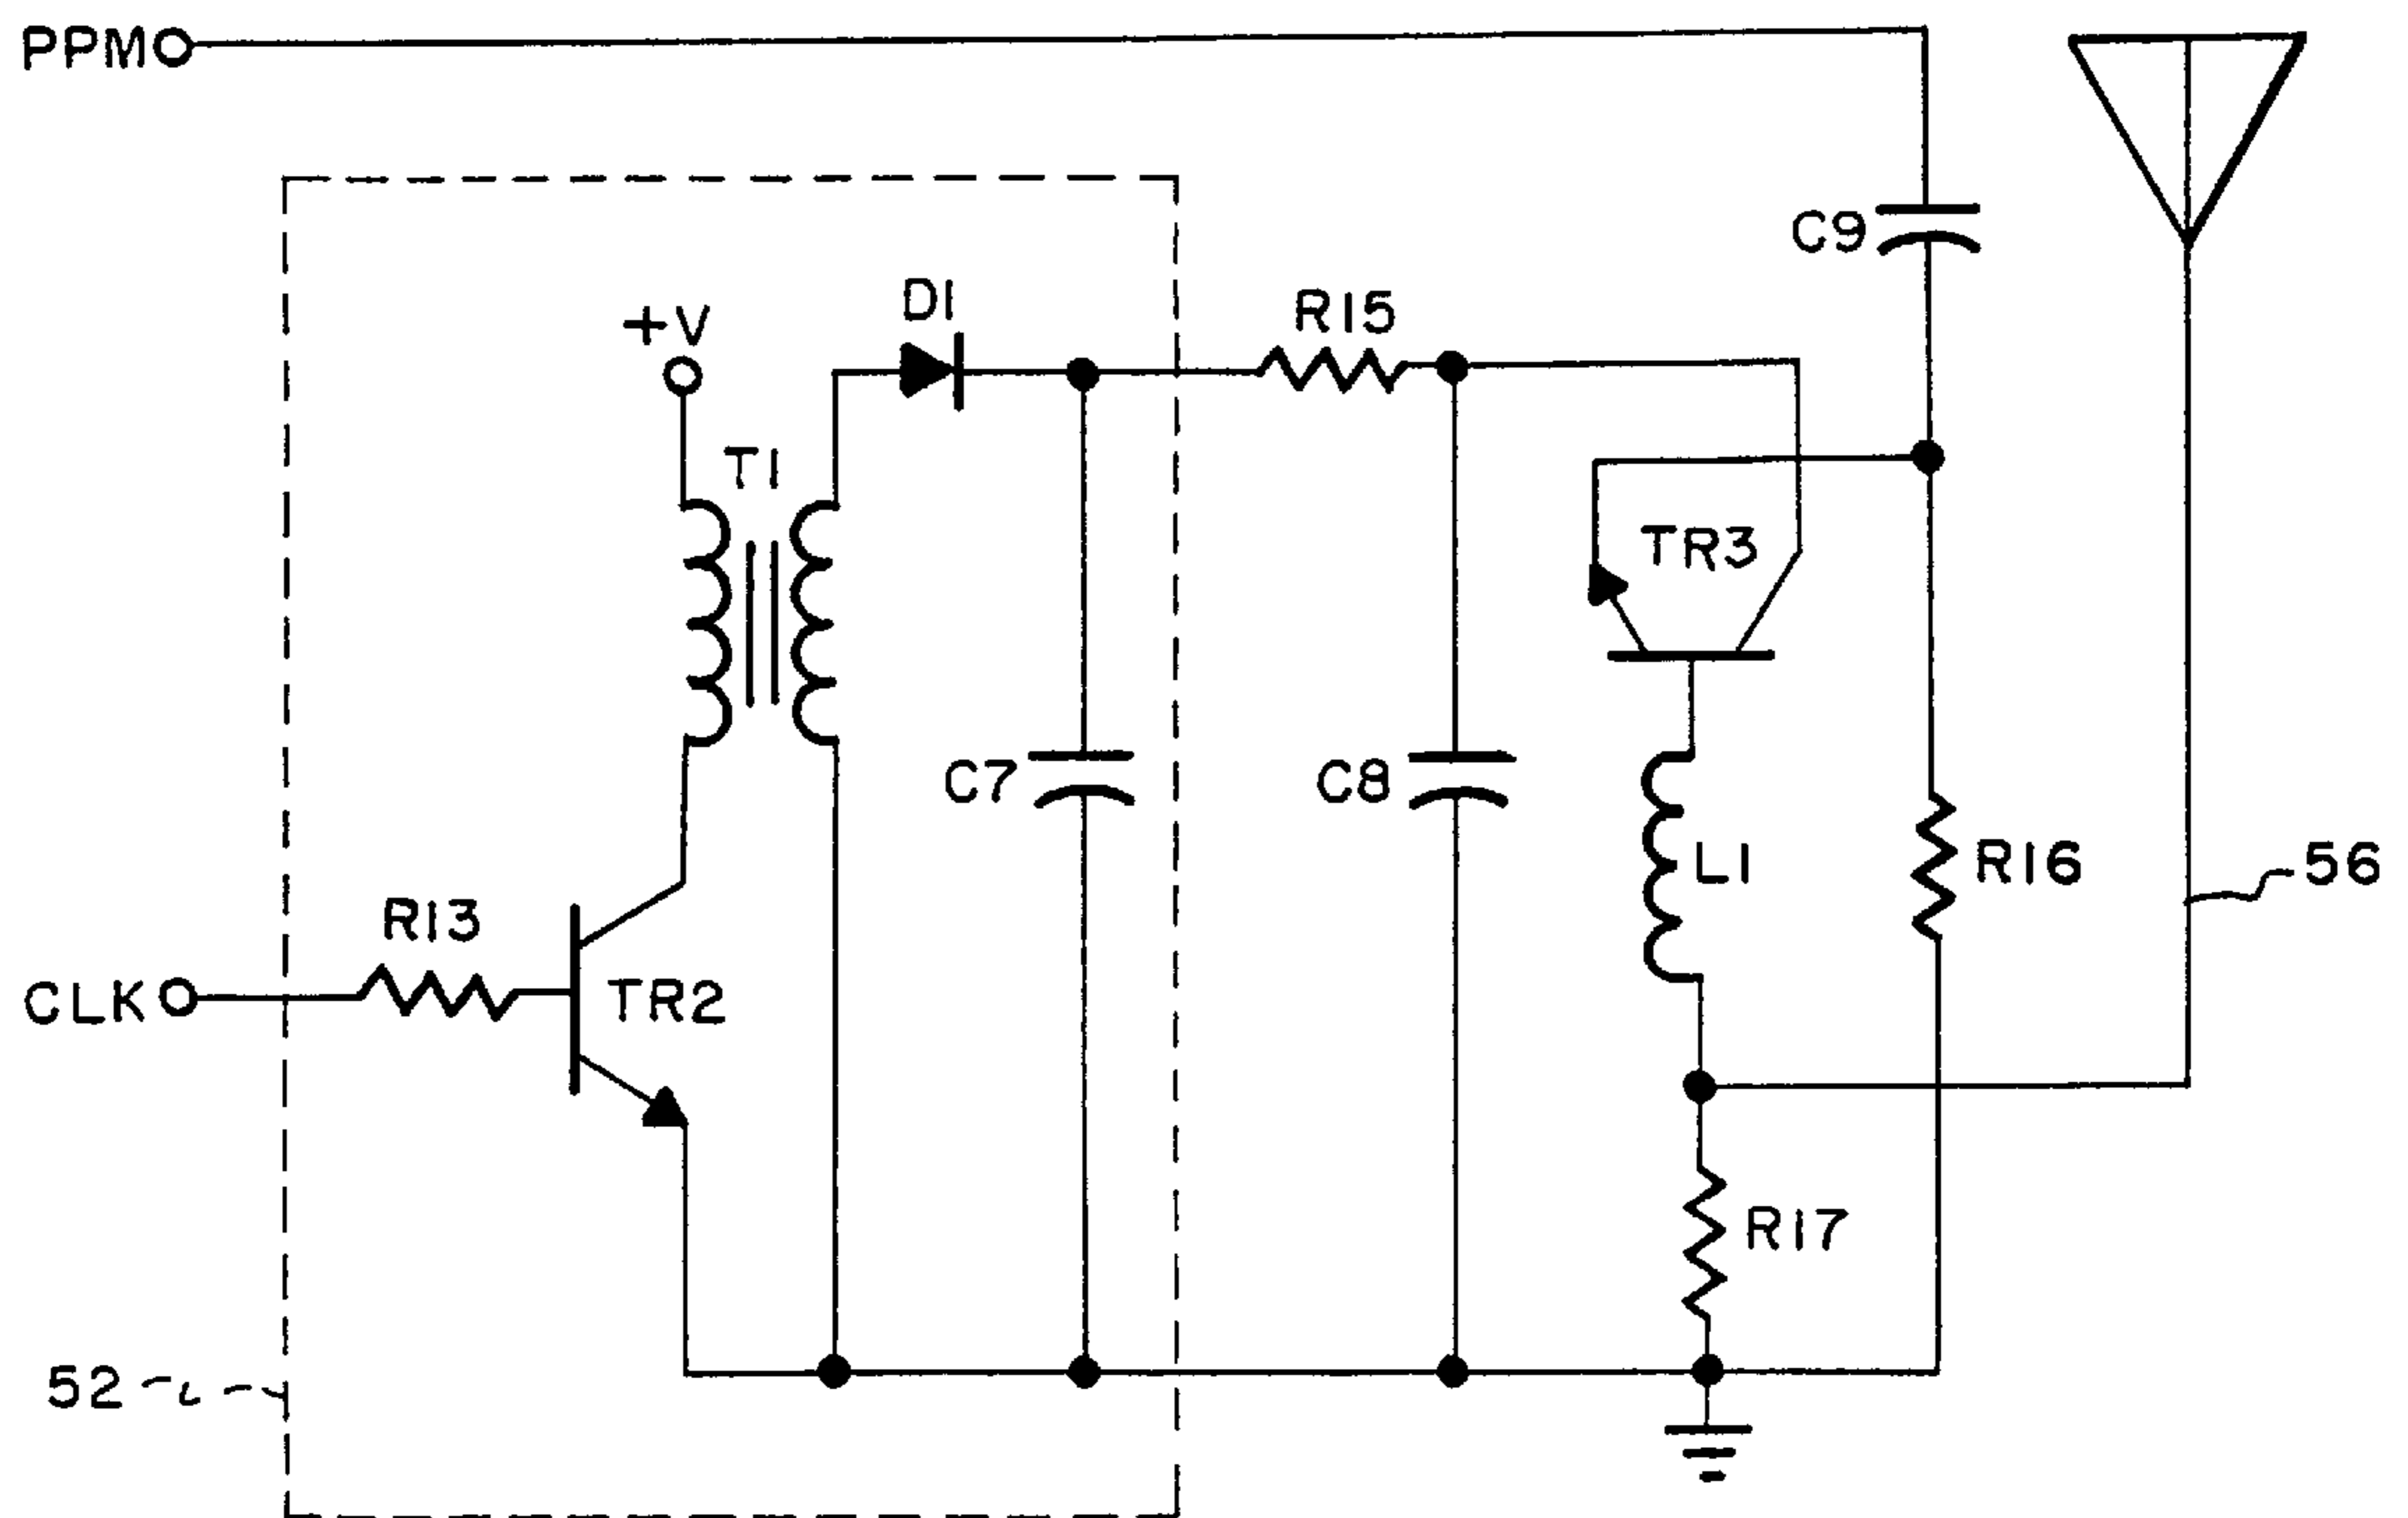 PPM
C9
D1
R15
+V
T1
TR3
C7
C8
L1
R16
56
R13
CLK
TR2
R17
52